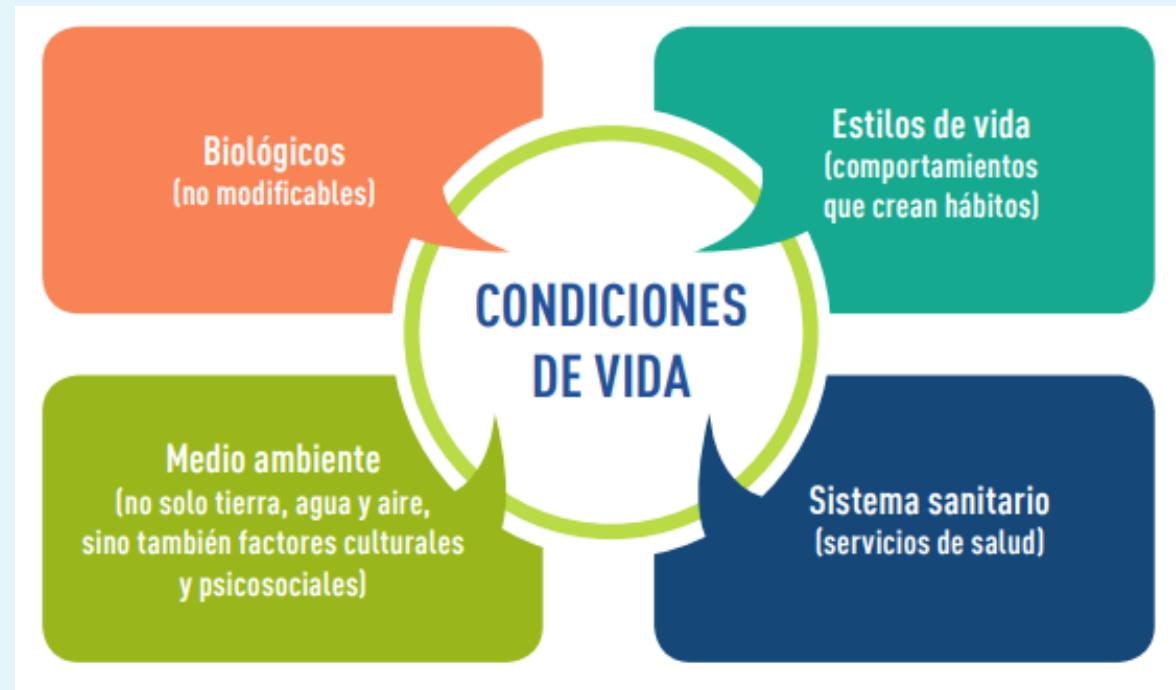 Biológicos
(no modificables)
Estilos de vida
(comportamientos
que crean hábitos)
CONDICIONES
DE VIDA
Medio ambiente
(no solo tierra, agua y aire,
sino también factores culturales
y psicosociales)
Sistema sanitario
(servicios de salud)